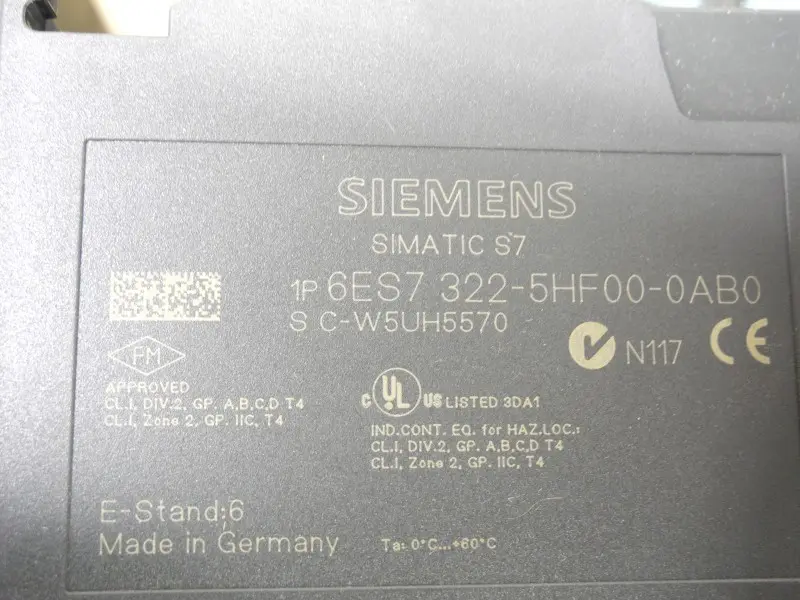 SIEMENS
SIMATIC S7
1P 6ES7 322-5HF00-0AB0
S C-W5UH5570
N117 CE
FM
APPROVED
CL.I, DIV.2, GP. A,B,C,D T4
CL.I, Zone 2, GP. IIC, T4
c UL us LISTED 3DA1
IND.CONT. EQ. for HAZ.LOC.:
CL.I, DIV.2, GP. A,B,C,D T4
CL.I, Zone 2, GP. IIC, T4
E-Stand:6
Made in Germany
Ta: 0°C...+60°C